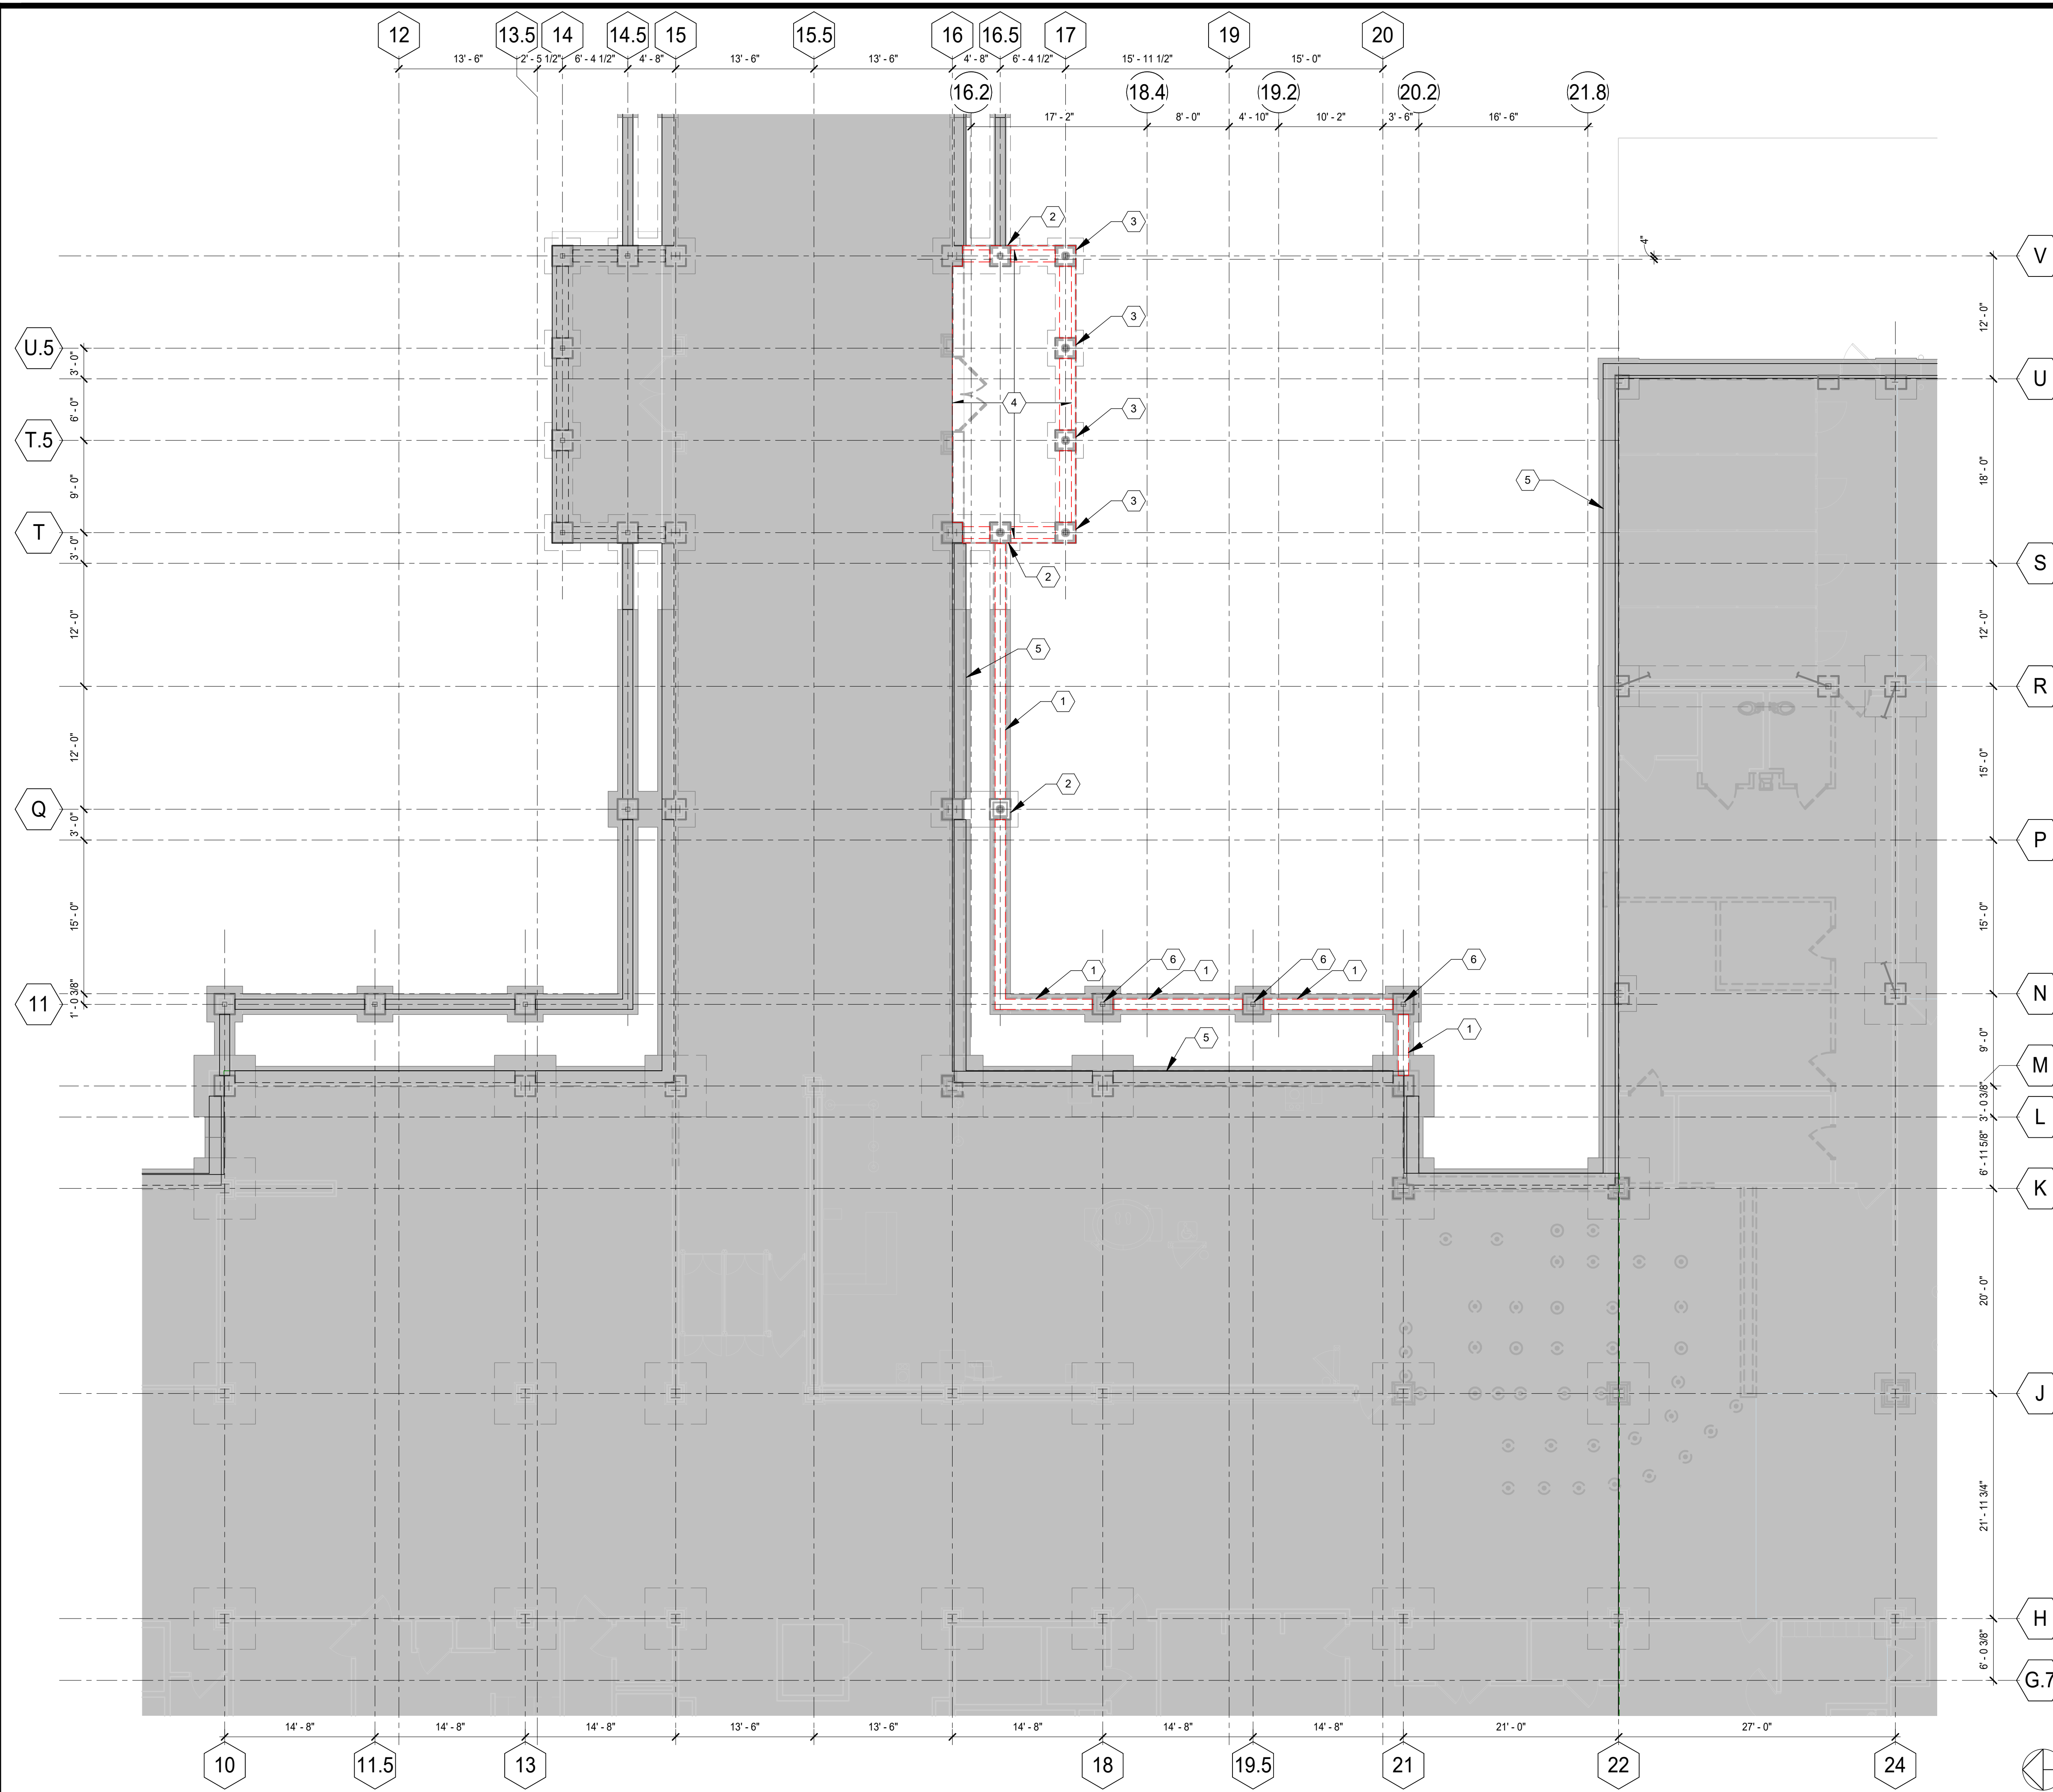 12
13.5
14
14.5
15
15.5
16
16.5
17
19
20
13' - 6"
2' - 5 1/2"
6' - 4 1/2"
4' - 8"
13' - 6"
13' - 6"
4' - 8"
6' - 4 1/2"
15' - 11 1/2"
15' - 0"
16.2
18.4
19.2
20.2
21.8
17' - 2"
8' - 0"
4' - 10"
10' - 2"
3' - 6"
16' - 6"
2
3
4"
V
12' - 0"
3
U.5
3' - 0"
U
6' - 0"
4
3
T.5
18' - 0"
9' - 0"
5
3
T
3' - 0"
2
S
12' - 0"
12' - 0"
5
R
1
12' - 0"
15' - 0"
2
Q
3' - 0"
P
15' - 0"
15' - 0"
1
6
1
6
1
6
N
1' - 0 3/8"
11
1
5
9' - 0"
M
3' - 0 3/8"
L
6' - 11 5/8"
K
20' - 0"
J
21' - 11 3/4"
H
6' - 0 3/8"
G.7
14' - 8"
14' - 8"
14' - 8"
13' - 6"
13' - 6"
14' - 8"
14' - 8"
14' - 8"
21' - 0"
27' - 0"
10
11.5
13
18
19.5
21
22
24